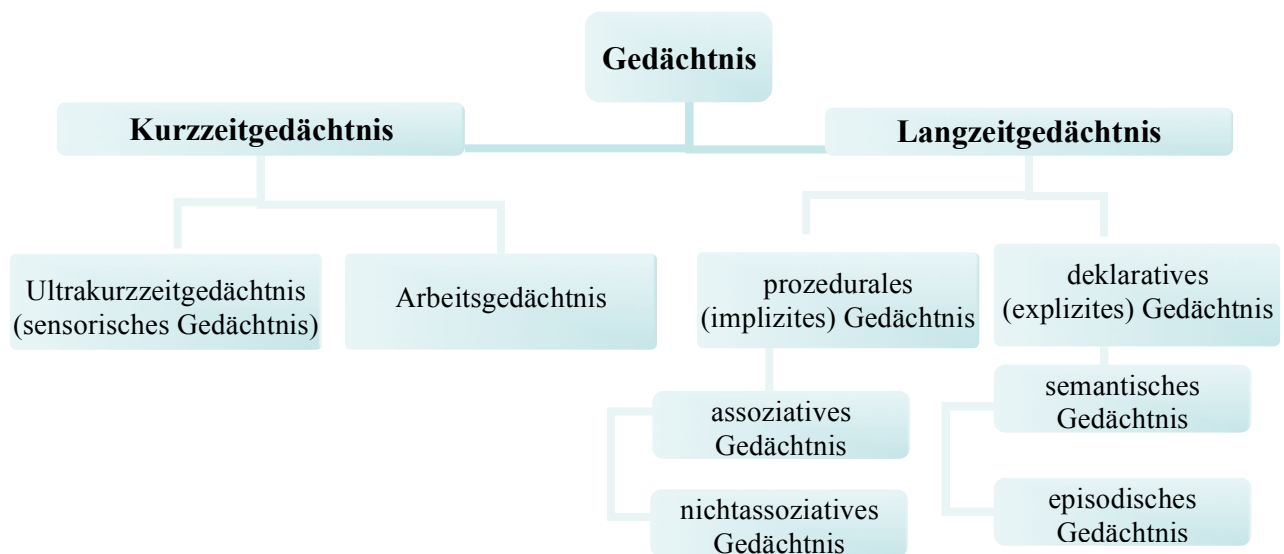 Gedächtnis
Kurzzeitgedächtnis
Langzeitgedächtnis
Ultrakurzzeitgedächtnis
(sensorisches Gedächtnis)
Arbeitsgedächtnis
prozedurales
(implizites) Gedächtnis
deklaratives
(explizites) Gedächtnis
assoziatives
Gedächtnis
nichtassoziatives
Gedächtnis
semantisches
Gedächtnis
episodisches
Gedächtnis